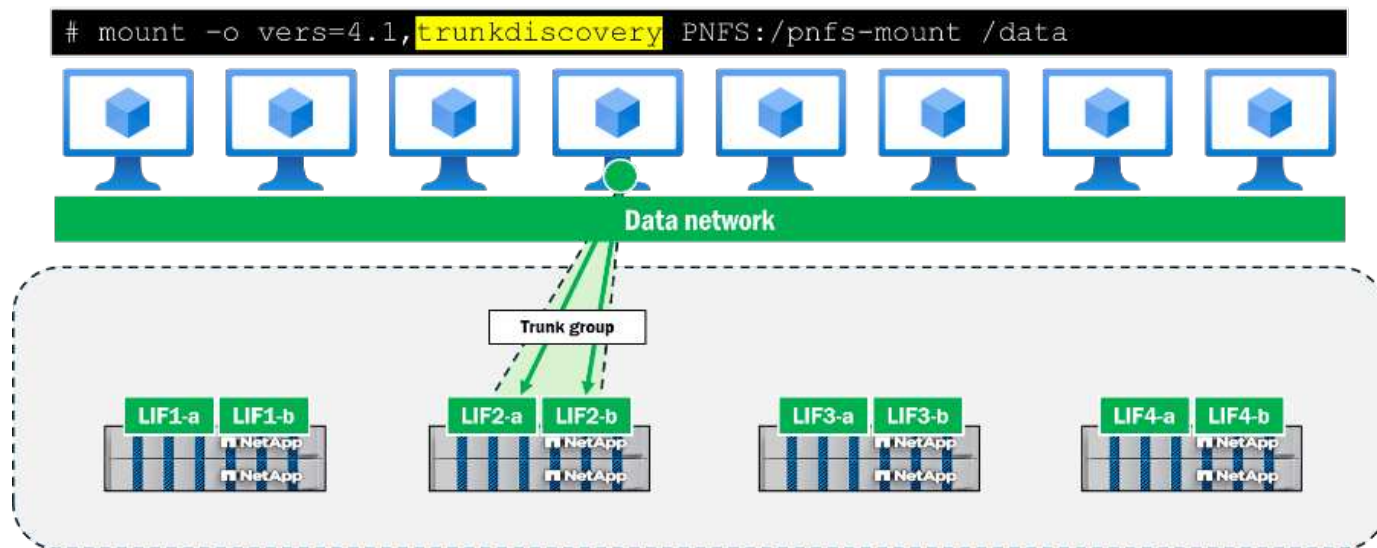 # mount -o vers=4.1,trunkdiscovery PNFS:/pnfs-mount /data
Data network
Trunk group
LIF1-a LIF1-b LIF2-a LIF2-b LIF3-a LIF3-b LIF4-a LIF4-b
NetApp NetApp NetApp NetApp
NetApp NetApp NetApp NetApp